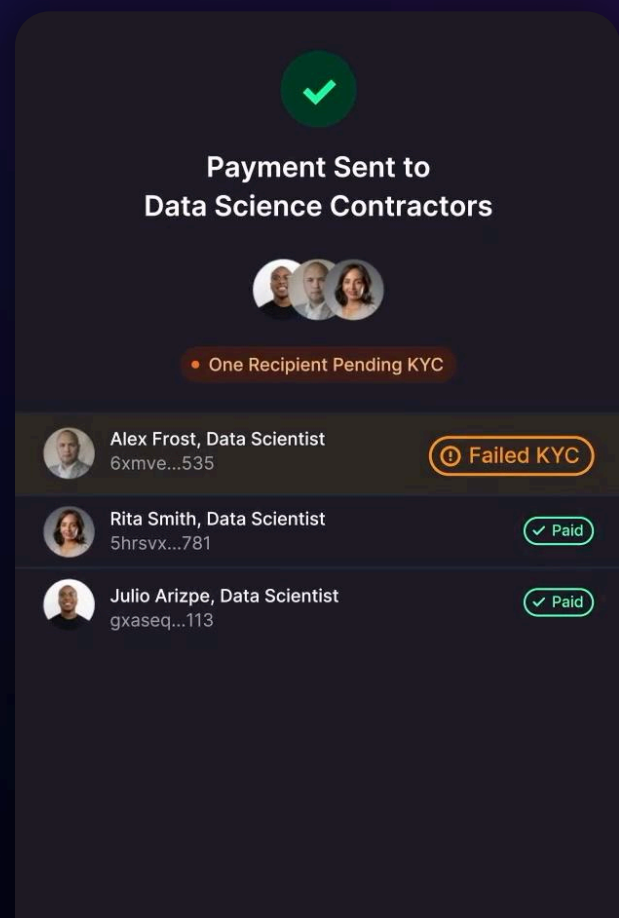 Payment Sent to
Data Science Contractors
One Recipient Pending KYC
Alex Frost, Data Scientist
6xmve...535
Failed KYC
Rita Smith, Data Scientist
5hrsvx...781
Paid
Julio Arizpe, Data Scientist
gxaseq...113
Paid